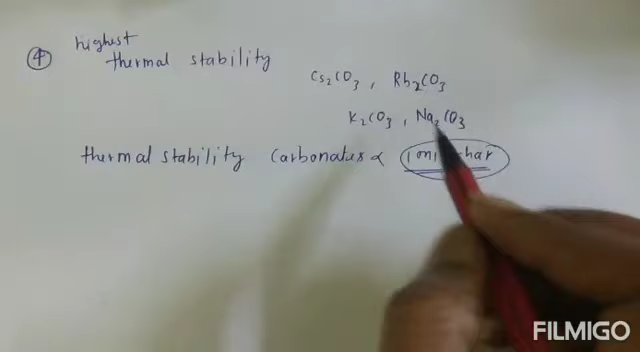 ④ highest
thermal stability
Cs₂CO₃ , Rb₂CO₃
K₂CO₃ , Na₂CO₃
thermal stability carbonates ∝
FILMIGO